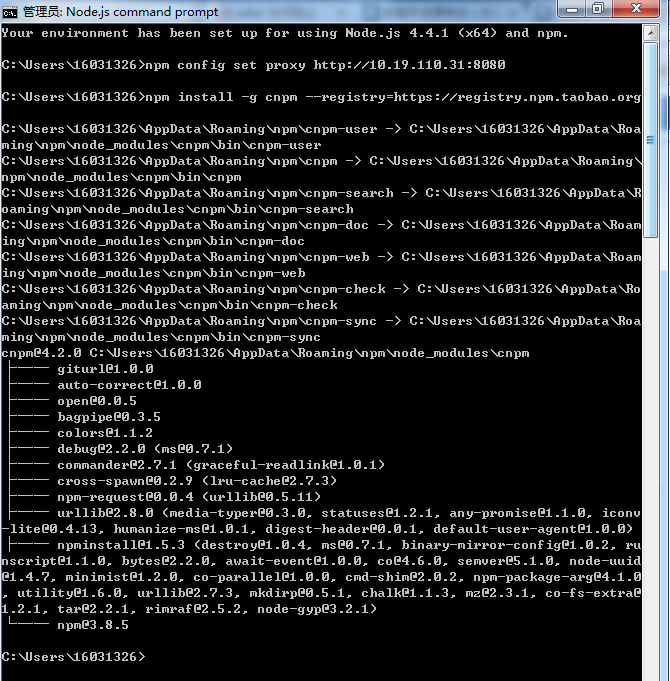 管理员: Node.js command prompt
Your environment has been set up for using Node.js 4.4.1 (x64) and npm.
C:\Users\16031326>npm config set proxy http://10.19.110.31:8080
C:\Users\16031326>npm install -g cnpm --registry=https://registry.npm.taobao.org
C:\Users\16031326\AppData\Roaming\npm\cnpm-user -> C:\Users\16031326\AppData\Roa
ming\npm\node_modules\cnpm\bin\cnpm-user
C:\Users\16031326\AppData\Roaming\npm\cnpm -> C:\Users\16031326\AppData\Roaming\
npm\node_modules\cnpm\bin\cnpm
C:\Users\16031326\AppData\Roaming\npm\cnpm-search -> C:\Users\16031326\AppData\R
oaming\npm\node_modules\cnpm\bin\cnpm-search
C:\Users\16031326\AppData\Roaming\npm\cnpm-doc -> C:\Users\16031326\AppData\Roam
ing\npm\node_modules\cnpm\bin\cnpm-doc
C:\Users\16031326\AppData\Roaming\npm\cnpm-web -> C:\Users\16031326\AppData\Roam
ing\npm\node_modules\cnpm\bin\cnpm-web
C:\Users\16031326\AppData\Roaming\npm\cnpm-check -> C:\Users\16031326\AppData\Ro
aming\npm\node_modules\cnpm\bin\cnpm-check
C:\Users\16031326\AppData\Roaming\npm\cnpm-sync -> C:\Users\16031326\AppData\Roa
ming\npm\node_modules\cnpm\bin\cnpm-sync
cnpm@4.2.0 C:\Users\16031326\AppData\Roaming\npm\node_modules\cnpm
├── giturl@1.0.0
├── auto-correct@1.0.0
├── open@0.0.5
├── bagpipe@0.3.5
├── colors@1.1.2
├── debug@2.2.0 (ms@0.7.1)
├── commander@2.7.1 (graceful-readlink@1.0.1)
├── cross-spawn@0.2.9 (lru-cache@2.7.3)
├── npm-request@0.0.4 (urllib@0.5.11)
├── urllib@2.8.0 (media-typer@0.3.0, statuses@1.2.1, any-promise@1.1.0, iconv
-lite@0.4.13, humanize-ms@1.0.1, digest-header@0.0.1, default-user-agent@1.0.0)
├── npminstall@1.5.3 (destroy@1.0.4, ms@0.7.1, binary-mirror-config@1.0.2, ru
nscript@1.1.0, bytes@2.2.0, await-event@1.0.0, co@4.6.0, semver@5.1.0, node-uuid
@1.4.7, minimist@1.2.0, co-parallel@1.0.0, cmd-shim@2.0.2, npm-package-arg@4.1.0
, utility@1.6.0, urllib@2.7.3, mkdirp@0.5.1, chalk@1.1.3, mz@2.3.1, co-fs-extra@
1.2.1, tar@2.2.1, rimraf@2.5.2, node-gyp@3.2.1)
└── npm@3.8.5
C:\Users\16031326>